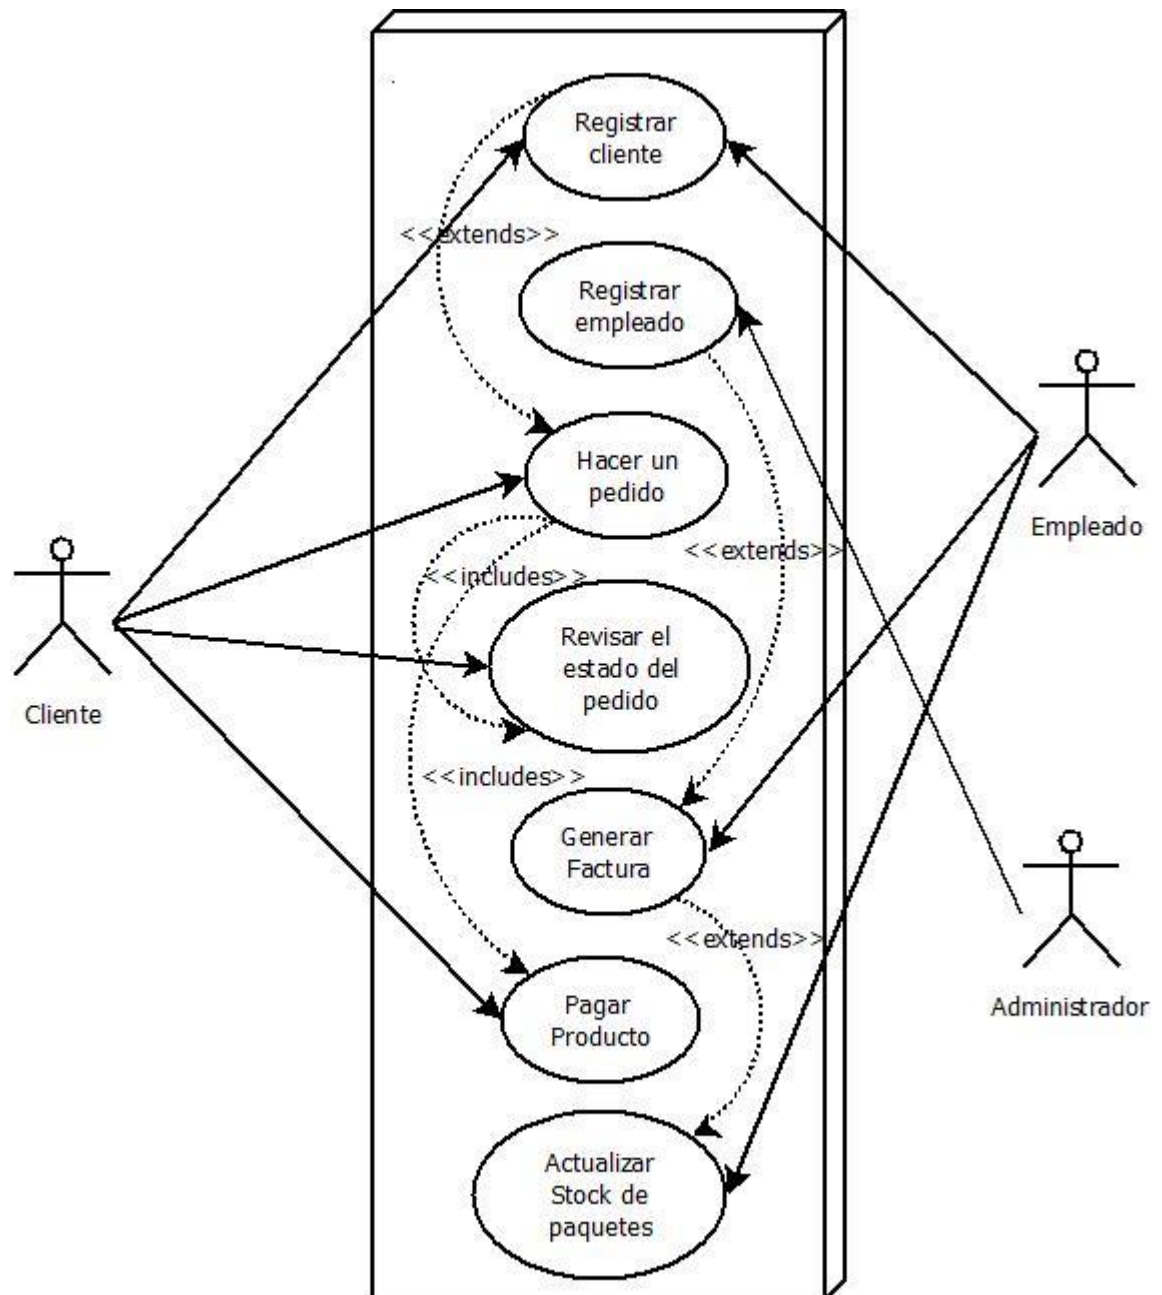 Registrar
cliente
<<extends>>
Registrar
empleado
Hacer un
pedido
Empleado
<<extends>>
<<includes>>
Revisar el
estado del
pedido
Cliente
<<includes>>
Generar
Factura
<<extends>>
Pagar
Producto
Administrador
Actualizar
Stock de
paquetes